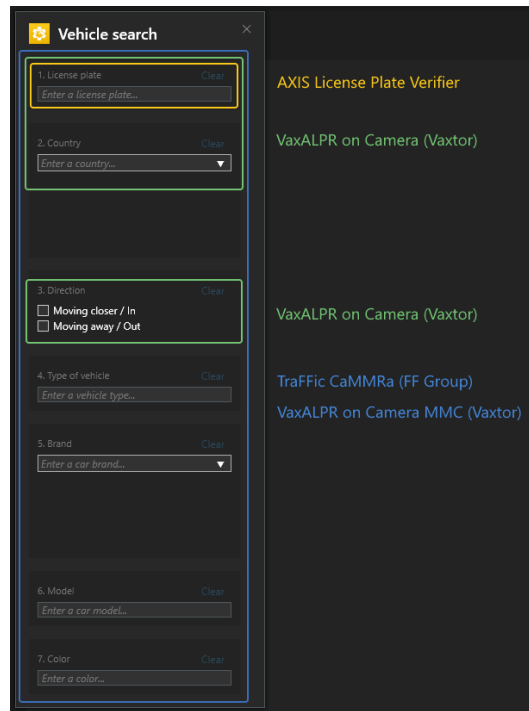 Vehicle search
1. License plate
Clear
Enter a license plate...
AXIS License Plate Verifier
2. Country
Clear
Enter a country...
VaxALPR on Camera (Vaxtor)
3. Direction
Clear
Moving closer / In
Moving away / Out
VaxALPR on Camera (Vaxtor)
4. Type of vehicle
Clear
Enter a vehicle type...
TraFFic CaMMRa (FF Group)
VaxALPR on Camera MMC (Vaxtor)
5. Brand
Clear
Enter a car brand...
6. Model
Clear
Enter a car model...
7. Color
Clear
Enter a color...